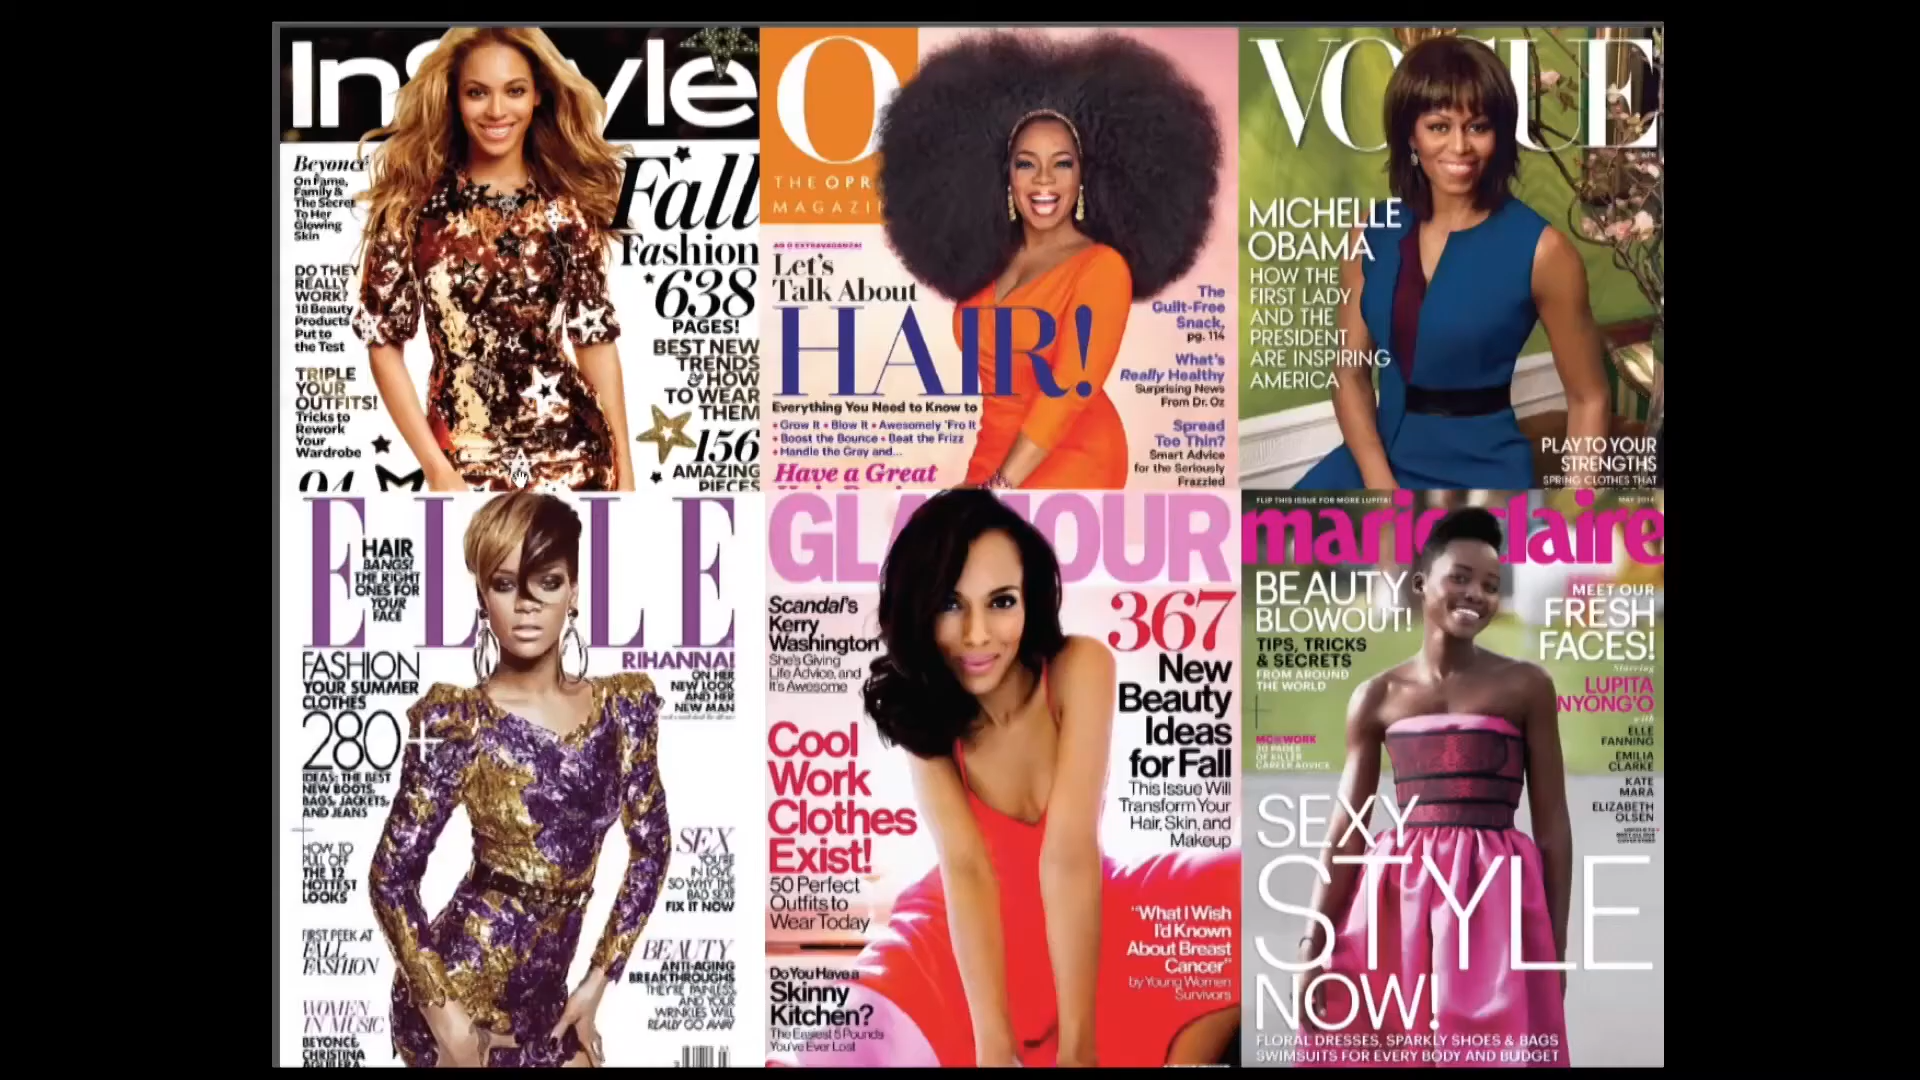 InStyle
Beyoncé
On Fame,
Family &
The Secret
To Her
Glowing
Skin
DO THEY
REALLY
WORK?
18 Beauty
Products
Put to
the Test
TRIPLE
YOUR
OUTFITS!
Tricks to
Rework
Your
Wardrobe
94
Fall
Fashion
638
PAGES!
BEST NEW
TRENDS
& HOW
TO WEAR
THEM
156
AMAZING
PIECES
O
THE OPR
MAGAZI
AN O EXTRAVAGANZA!
Let's
Talk About
HAIR!
Everything You Need to Know to
• Grow It • Blow It • Awesomely 'Fro It
• Boost the Bounce • Beat the Frizz
• Handle the Gray and...
Have a Great
The
Guilt-Free
Snack,
pg. 114
What's
Really Healthy
Surprising News
From Dr. Oz
Spread
Too Thin?
Smart Advice
for the Seriously
Frazzled
VOGUE
MICHELLE
OBAMA
HOW THE
FIRST LADY
AND THE
PRESIDENT
ARE INSPIRING
AMERICA
PLAY TO YOUR
STRENGTHS
SPRING CLOTHES THAT
ELLE
HAIR
BANGS!
THE RIGHT
ONES FOR
YOUR
FACE
FASHION
YOUR SUMMER
CLOTHES
280+
IDEAS: THE BEST
NEW BOOTS,
BAGS, JACKETS,
AND JEANS
HOW TO
PULL OFF
THE 12
HOTTEST
LOOKS
FIRST PEEK AT
FALL
FASHION
WOMEN
IN MUSIC
BEYONCÉ,
CHRISTINA
AGUILERA,
RIHANNA!
ON HER
NEW LOOK
AND HER
NEW MAN
SEX
YOU'RE
IN LOVE,
SO WHY THE
BAD SEX?
FIX IT NOW
BEAUTY
ANTI-AGING
BREAKTHROUGHS
THEY'RE PAINLESS,
AND YOUR
WRINKLES WILL
REALLY GO AWAY
GLAMOUR
Scandal's
Kerry
Washington
She's Giving
Life Advice, and
It's Awesome
Cool
Work
Clothes
Exist!
50 Perfect
Outfits to
Wear Today
Do You Have a
Skinny
Kitchen?
The Easiest 5 Pounds
You've Ever Lost
367
New
Beauty
Ideas
for Fall
This Issue Will
Transform Your
Hair, Skin, and
Makeup
"What I Wish
I'd Known
About Breast
Cancer"
by Young Women
Survivors
FLIP THIS ISSUE FOR MORE LUPITA!
MAY 2014
marie claire
BEAUTY
BLOWOUT!
TIPS, TRICKS
& SECRETS
FROM AROUND
THE WORLD
MC@WORK
30 PAGES
OF KILLER
CAREER ADVICE
MEET OUR
FRESH
FACES!
Starring
LUPITA
NYONG'O
with
ELLE
FANNING
EMILIA
CLARKE
KATE
MARA
ELIZABETH
OLSEN
SEXY
STYLE
NOW!
FLORAL DRESSES, SPARKLY SHOES & BAGS
SWIMSUITS FOR EVERY BODY AND BUDGET